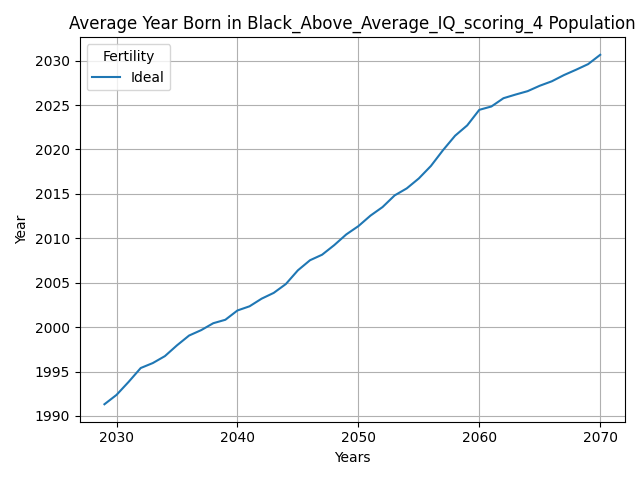 Average Year Born in Black_Above_Average_IQ_scoring_4 Population
Fertility
Ideal
Year
2030
2025
2020
2015
2010
2005
2000
1995
1990
2030 2040 2050 2060 2070
Years